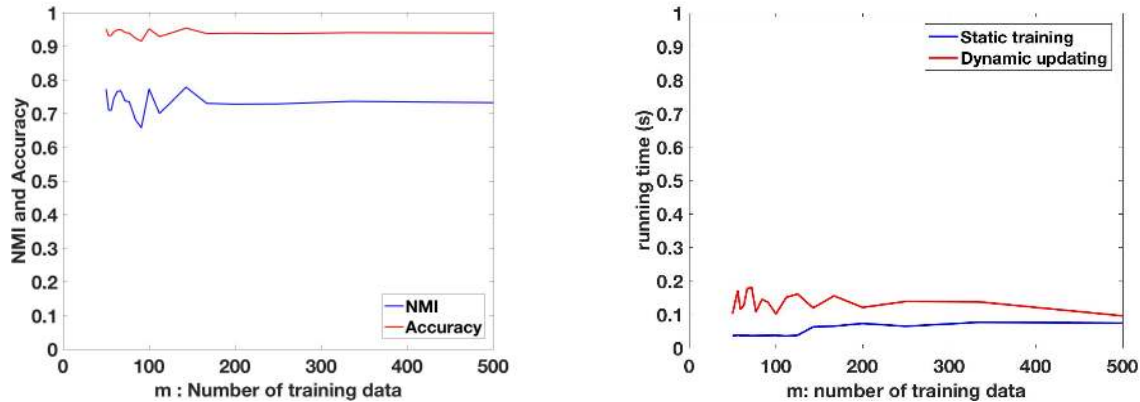 1
0.9
0.8
0.7
0.6
0.5
0.4
0.3
0.2
0.1
0
NMI and Accuracy
0 100 200 300 400 500
m : Number of training data
NMI
Accuracy
1
0.9
0.8
0.7
0.6
0.5
0.4
0.3
0.2
0.1
0
running time (s)
0 100 200 300 400 500
m: number of training data
Static training
Dynamic updating